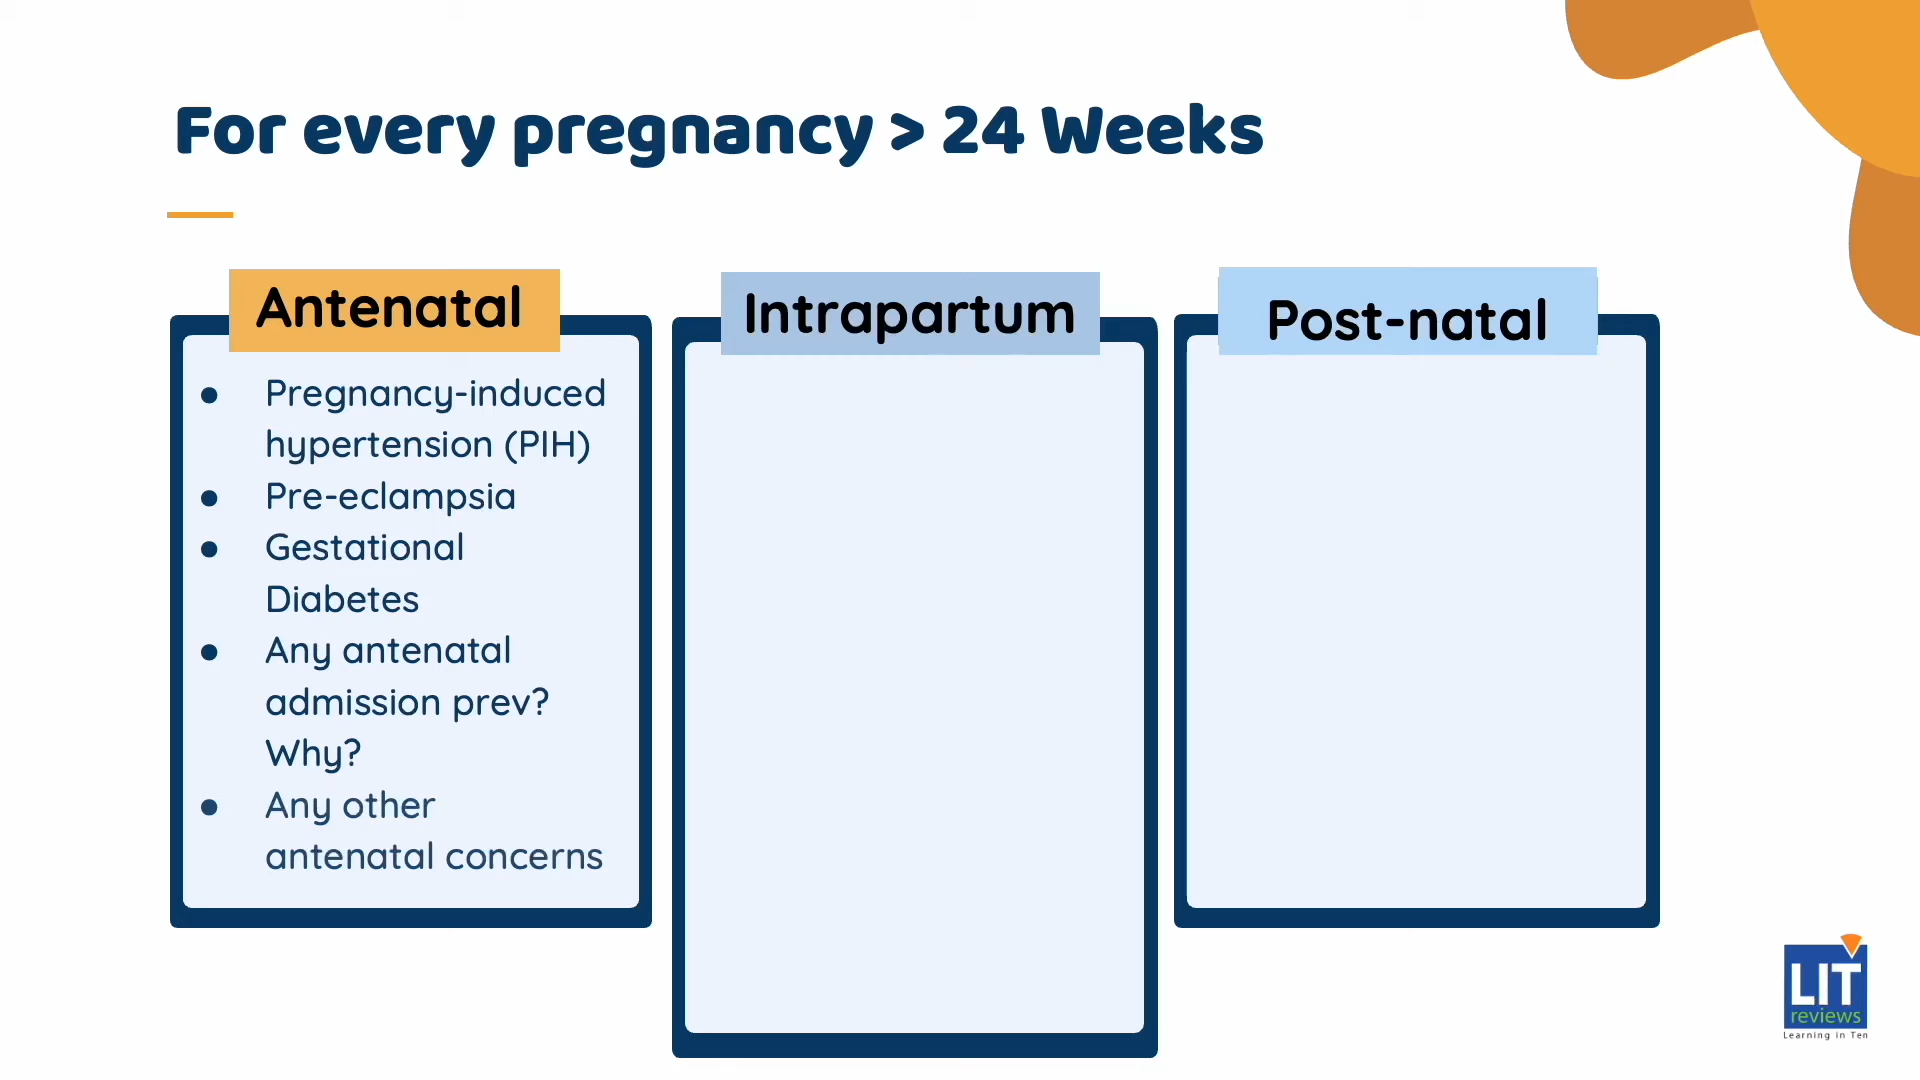 For every pregnancy > 24 Weeks
Antenatal
● Pregnancy-induced
hypertension (PIH)
● Pre-eclampsia
● Gestational
Diabetes
● Any antenatal
admission prev?
Why?
● Any other
antenatal concerns
Intrapartum
Post-natal
LIT
reviews
Learning in Ten